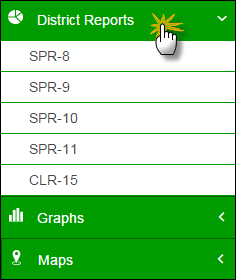 District Reports
SPR-8
SPR-9
SPR-10
SPR-11
CLR-15
Graphs
Maps